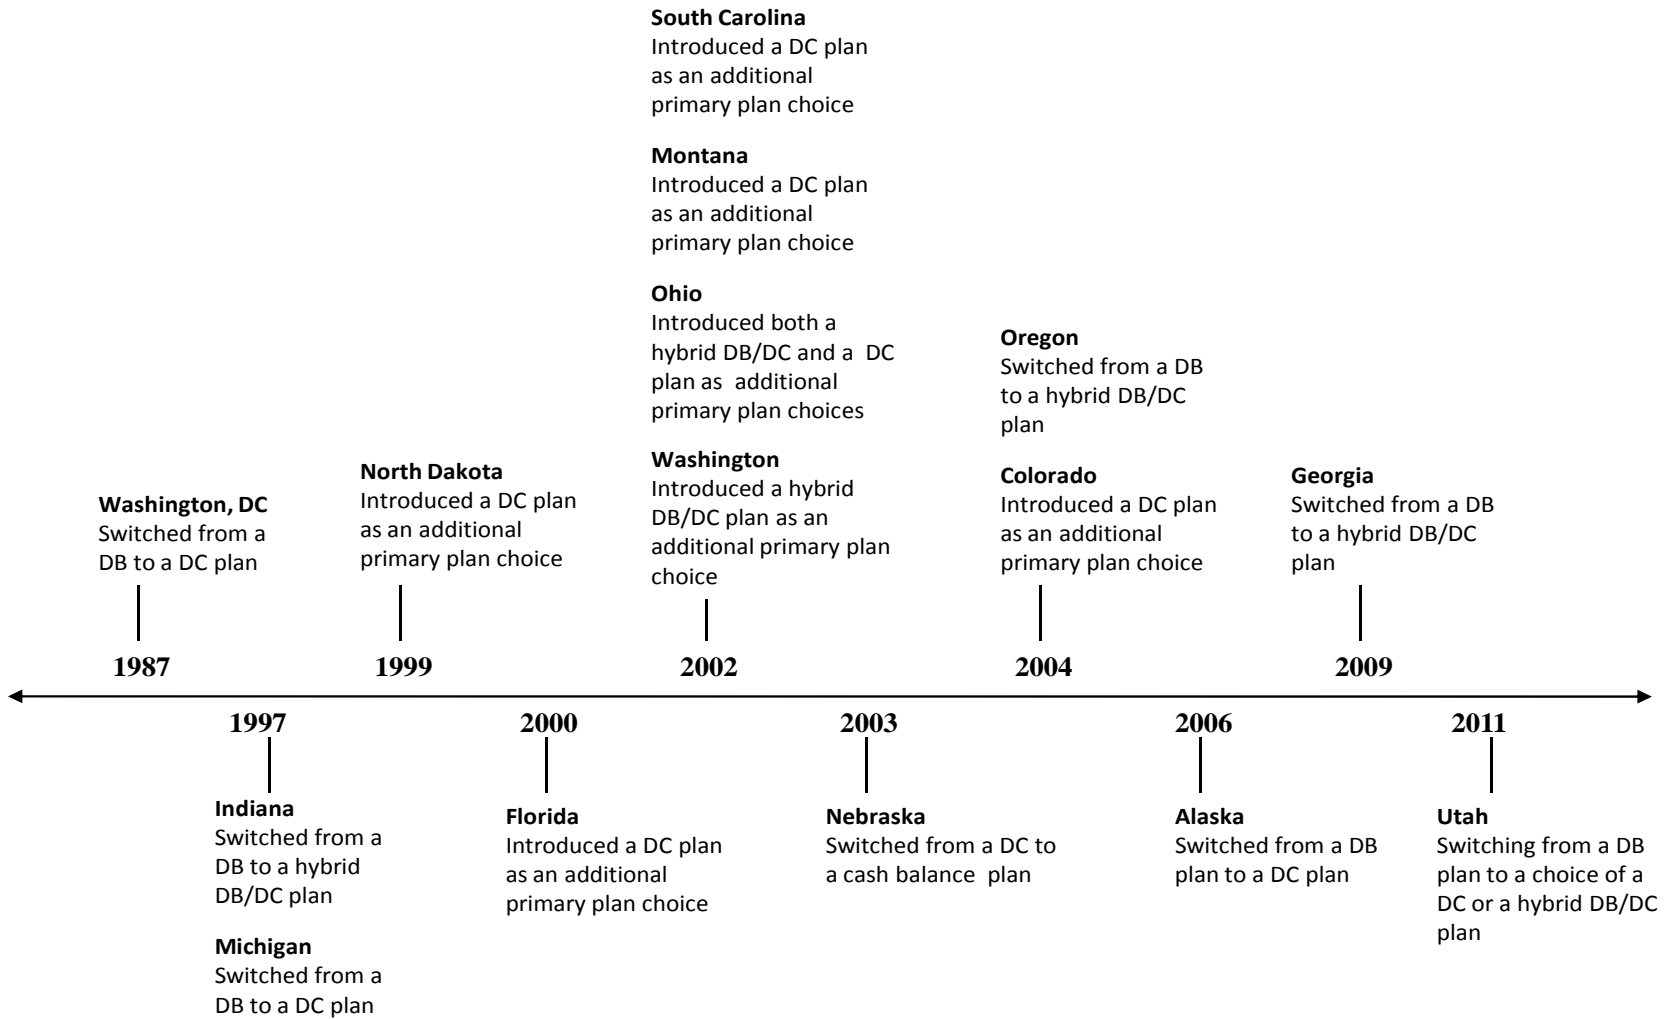 South Carolina
Introduced a DC plan
as an additional
primary plan choice
Montana
Introduced a DC plan
as an additional
primary plan choice
Ohio
Introduced both a
hybrid DB/DC and a DC
plan as additional
primary plan choices
Washington
Introduced a hybrid
DB/DC plan as an
additional primary plan
choice
Oregon
Switched from a DB
to a hybrid DB/DC
plan
Colorado
Introduced a DC plan
as an additional
primary plan choice
Georgia
Switched from a DB
to a hybrid DB/DC
plan
North Dakota
Introduced a DC plan
as an additional
primary plan choice
Washington, DC
Switched from a
DB to a DC plan
1987
1999
2002
2004
2009
1997
2000
2003
2006
2011
Indiana
Switched from a
DB to a hybrid
DB/DC plan
Michigan
Switched from a
DB to a DC plan
Florida
Introduced a DC plan
as an additional
primary plan choice
Nebraska
Switched from a DC to
a cash balance plan
Alaska
Switched from a DB
plan to a DC plan
Utah
Switching from a DB
plan to a choice of a
DC or a hybrid DB/DC
plan